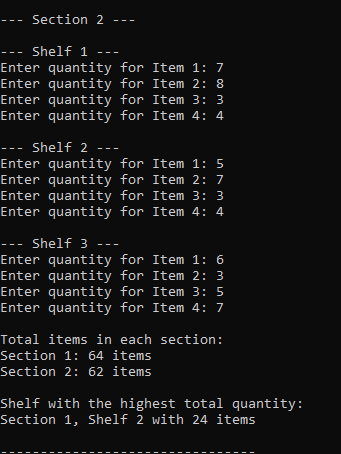 --- Section 2 ---
--- Shelf 1 ---
Enter quantity for Item 1: 7
Enter quantity for Item 2: 8
Enter quantity for Item 3: 3
Enter quantity for Item 4: 4
--- Shelf 2 ---
Enter quantity for Item 1: 5
Enter quantity for Item 2: 7
Enter quantity for Item 3: 3
Enter quantity for Item 4: 4
--- Shelf 3 ---
Enter quantity for Item 1: 6
Enter quantity for Item 2: 3
Enter quantity for Item 3: 5
Enter quantity for Item 4: 7
Total items in each section:
Section 1: 64 items
Section 2: 62 items
Shelf with the highest total quantity:
Section 1, Shelf 2 with 24 items
--------------------------------